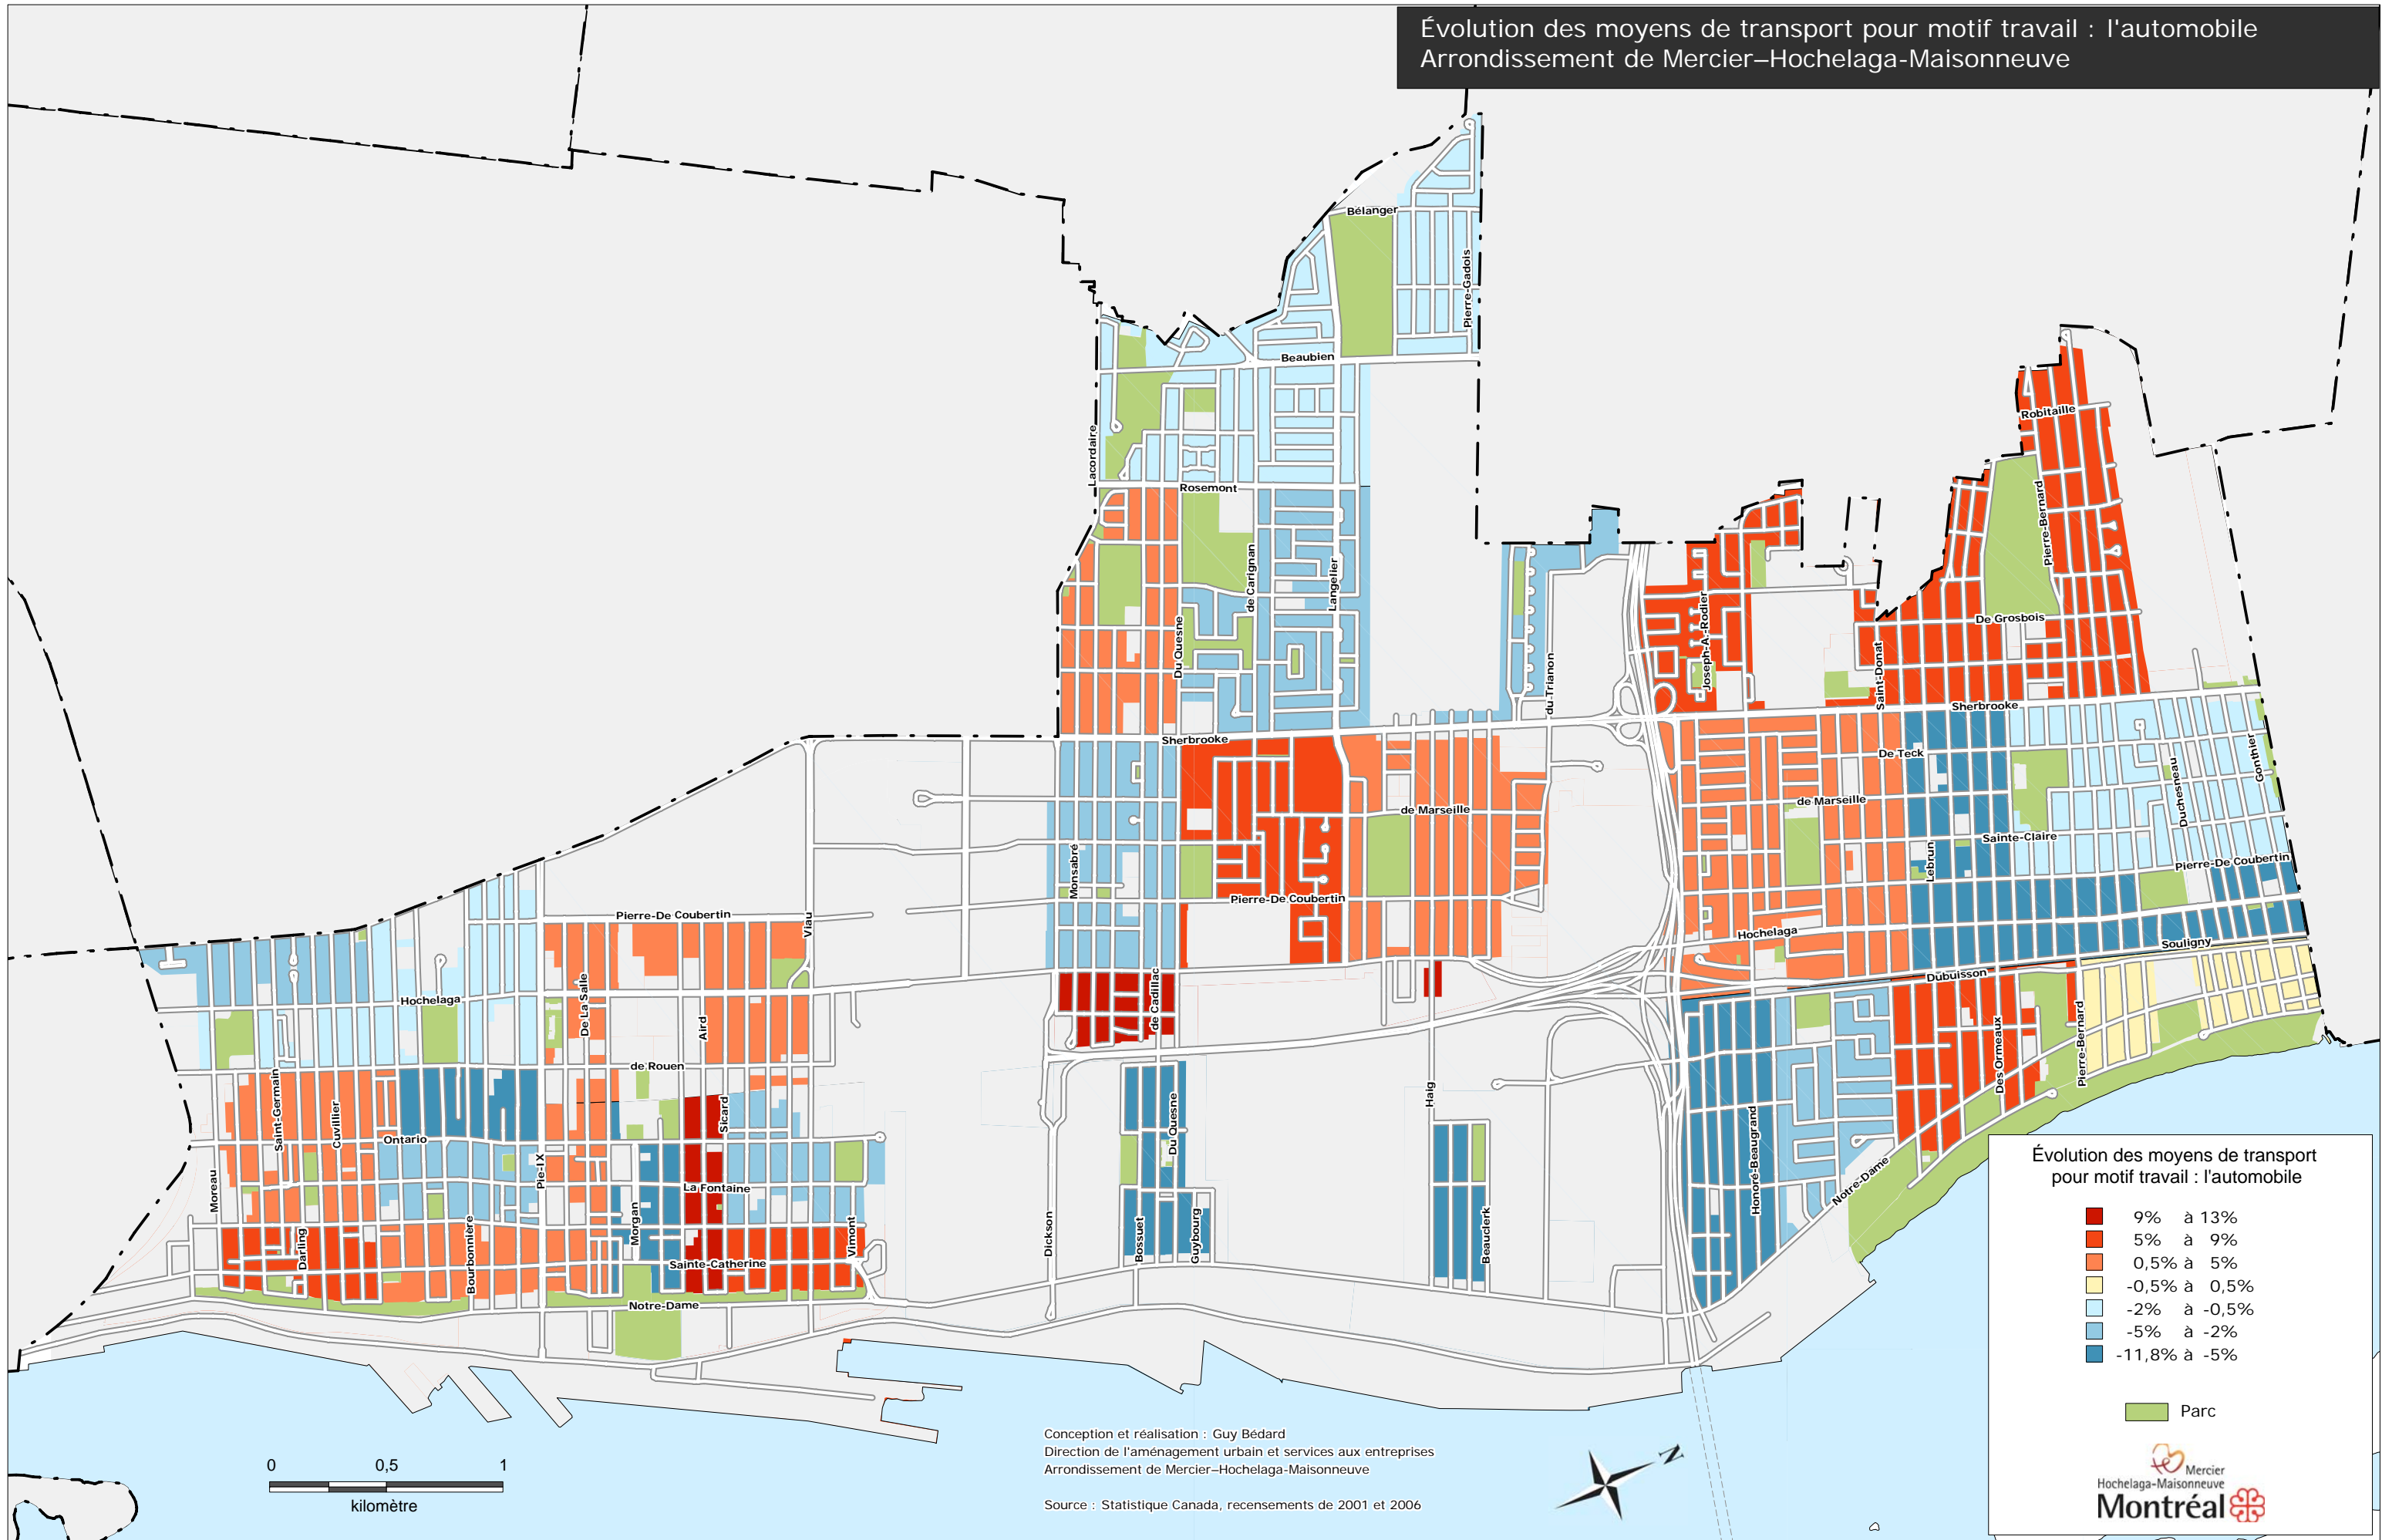 Évolution des moyens de transport pour motif travail : l'automobile
Arrondissement de Mercier–Hochelaga-Maisonneuve
Bélanger
Pierre-Gadois
Beaubien
Lacordaire
Rosemont
Robitaille
Pierre-Bernard
de Carignan
Langelier
Du Quesne
Joseph-A.-Rodier
De Grosbois
Saint-Donat
du Trianon
Sherbrooke
Sherbrooke
De Teck
Gonthier
Duchesneau
de Marseille
de Marseille
Sainte-Claire
Lebrun
Monsabré
Pierre-De Coubertin
Pierre-De Coubertin
Pierre-De Coubertin
Viau
Hochelaga
Souligny
Dubuisson
Hochelaga
De La Salle
Aird
de Cadillac
de Rouen
Pierre-Bernard
Des Ormeaux
Saint-Germain
Cuvillier
Ontario
Sicard
Du Quesne
Haig
Honoré-Beaugrand
Moreau
Pie-IX
La Fontaine
Notre-Dame
Darling
Bourbonnière
Morgan
Sainte-Catherine
Vimont
Dickson
Bossuet
Guybourg
Beauclerk
Notre-Dame
Évolution des moyens de transport
pour motif travail : l'automobile
9% à 13%
5% à 9%
0,5% à 5%
-0,5% à 0,5%
-2% à -0,5%
-5% à -2%
-11,8% à -5%
Parc
Mercier
Hochelaga-Maisonneuve
Montréal
0 0,5 1
kilomètre
Conception et réalisation : Guy Bédard
Direction de l'aménagement urbain et services aux entreprises
Arrondissement de Mercier–Hochelaga-Maisonneuve
Source : Statistique Canada, recensements de 2001 et 2006
N